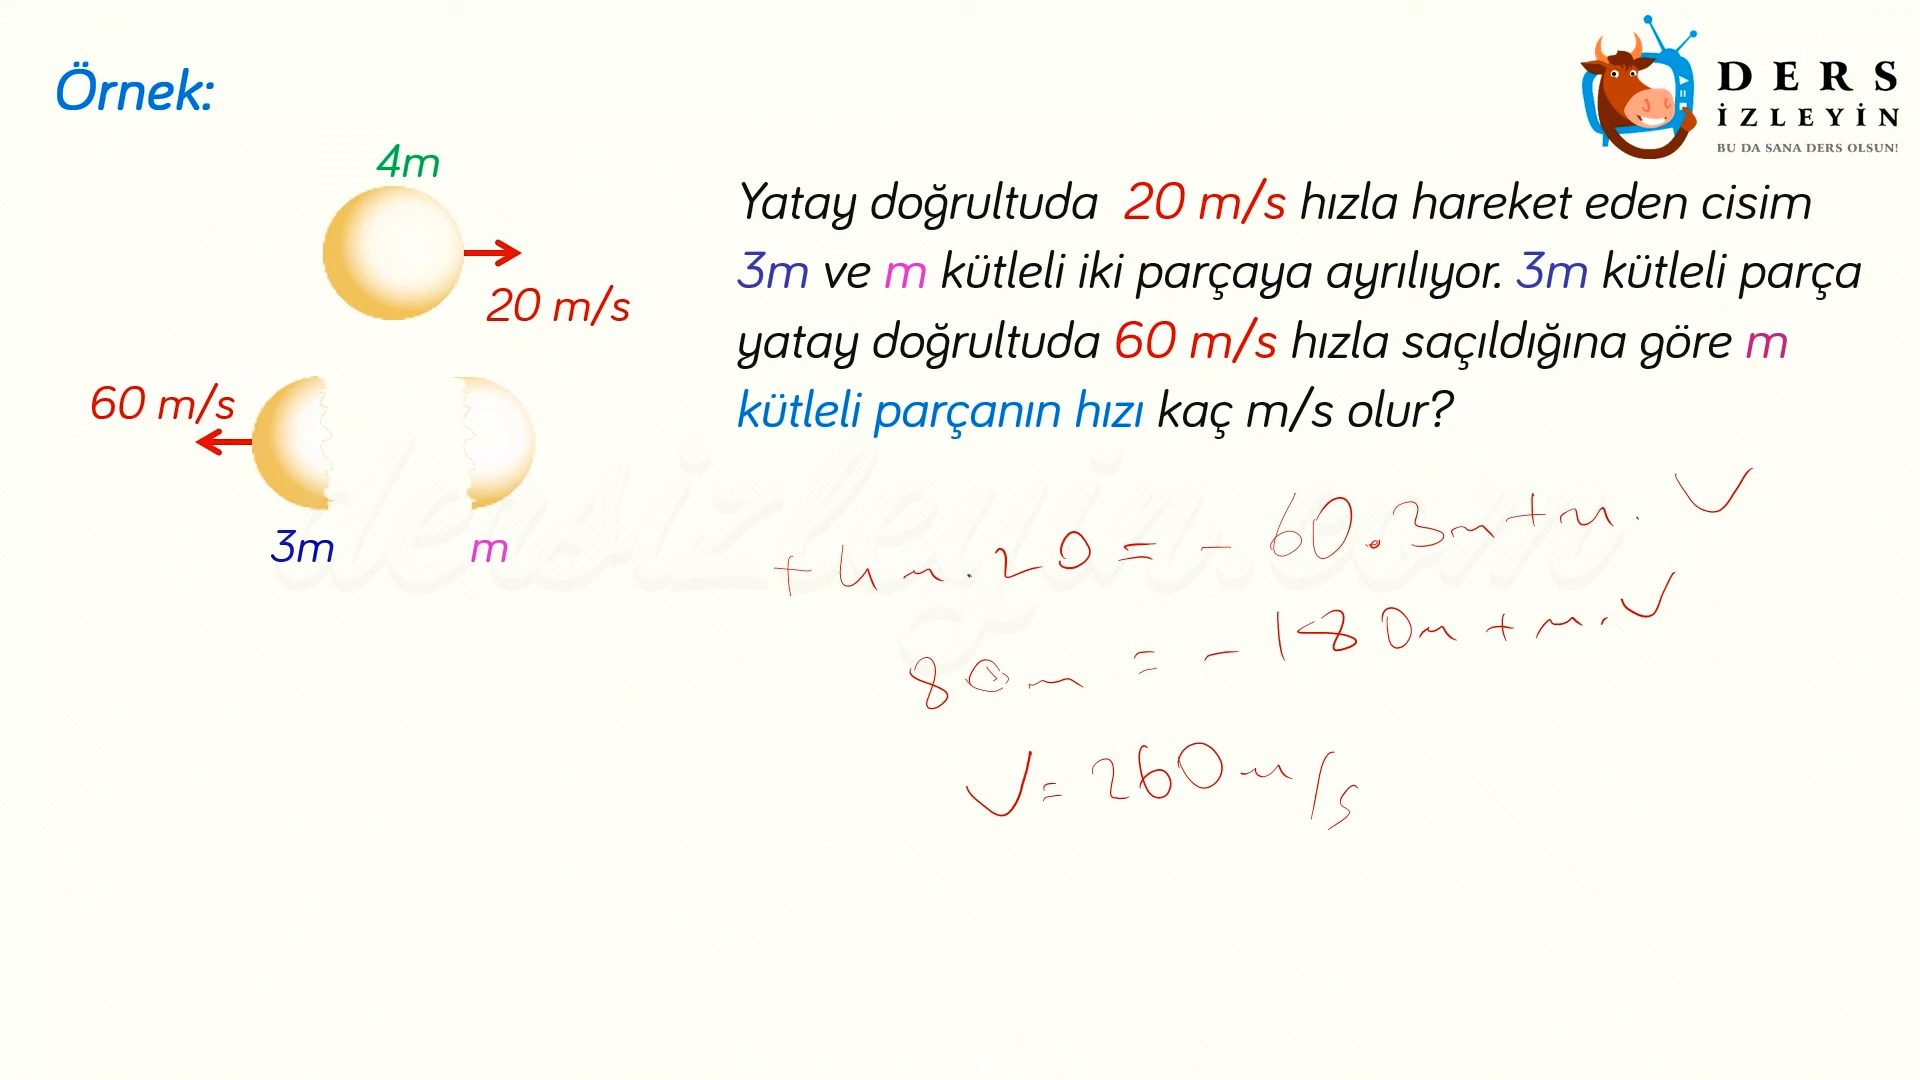 Örnek:
DERS
İZLEYİN
BU DA SANA DERS OLSUN!
4m
20 m/s
60 m/s
3m
m
Yatay doğrultuda 20 m/s hızla hareket eden cisim
3m ve m kütleli iki parçaya ayrılıyor. 3m kütleli parça
yatay doğrultuda 60 m/s hızla saçıldığına göre m
kütleli parçanın hızı kaç m/s olur?
+4m.20 = -60.3m+m.V
80m = -180m+m.V
V=260m/s
dersizleyin.com